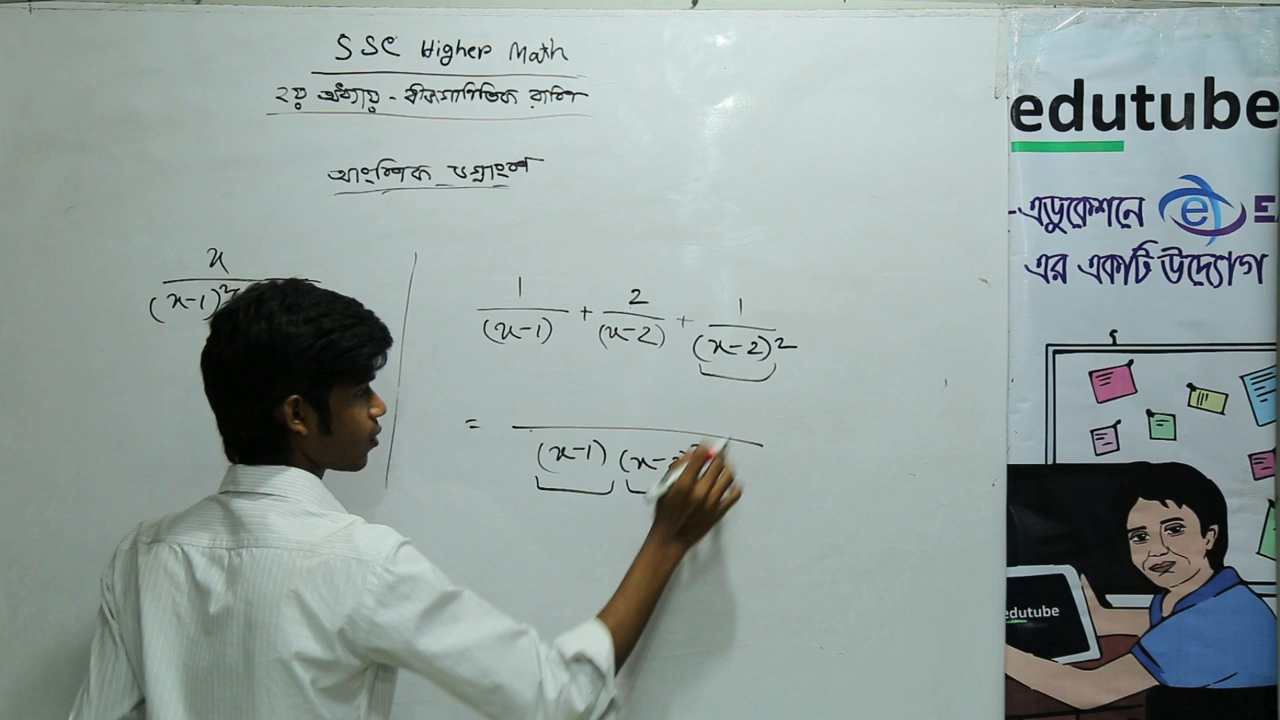 SSC Higher Math
২য় অধ্যায় - বীজগাণিতিক রাশি
আংশিক ভগ্নাংশ
x
(x-1)²
1/(x-1) + 2/(x-2) + 1/(x-2)²
=
(x-1) (x-2)
edutube
-এডুকেশনে e
এর একটি উদ্যোগ
edutube